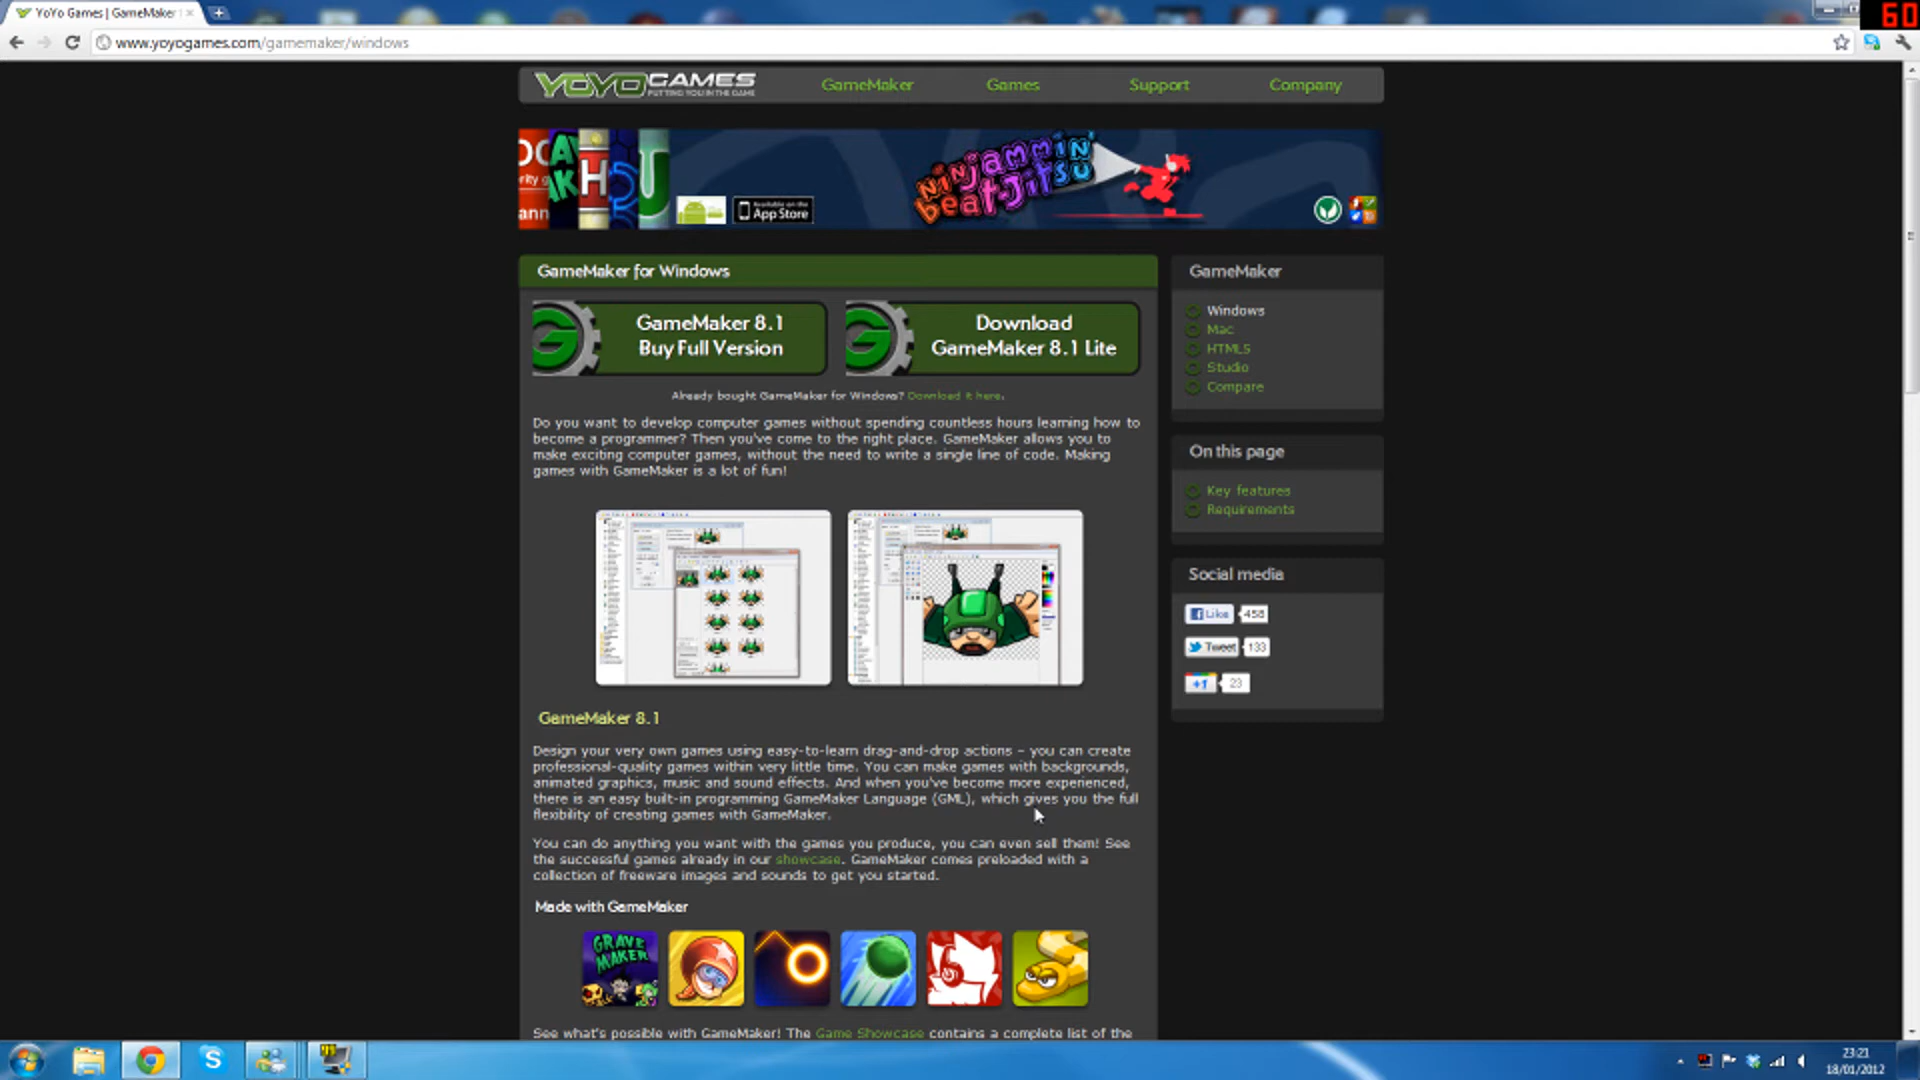 YoYo Games | GameMaker
60
www.yoyogames.com/gamemaker/windows
YOYOGAMES
PUTTING YOU IN THE GAME
GameMaker
Games
Support
Company
Ninjammin' beat-Jitsu
Available on the
App Store
GameMaker for Windows
GameMaker 8.1
Buy Full Version
Download
GameMaker 8.1 Lite
Already bought GameMaker for Windows? Download it here.
Do you want to develop computer games without spending countless hours learning how to
become a programmer? Then you've come to the right place. GameMaker allows you to
make exciting computer games, without the need to write a single line of code. Making
games with GameMaker is a lot of fun!
GameMaker 8.1
Design your very own games using easy-to-learn drag-and-drop actions – you can create
professional-quality games within very little time. You can make games with backgrounds,
animated graphics, music and sound effects. And when you've become more experienced,
there is an easy built-in programming GameMaker Language (GML), which gives you the full
flexibility of creating games with GameMaker.
You can do anything you want with the games you produce, you can even sell them! See
the successful games already in our showcase. GameMaker comes preloaded with a
collection of freeware images and sounds to get you started.
Made with GameMaker
GRAVE
MAKER
See what's possible with GameMaker! The Game Showcase contains a complete list of the
GameMaker
Windows
Mac
HTML5
Studio
Compare
On this page
Key features
Requirements
Social media
Like 458
Tweet 133
+1 23
23:21
18/01/2012